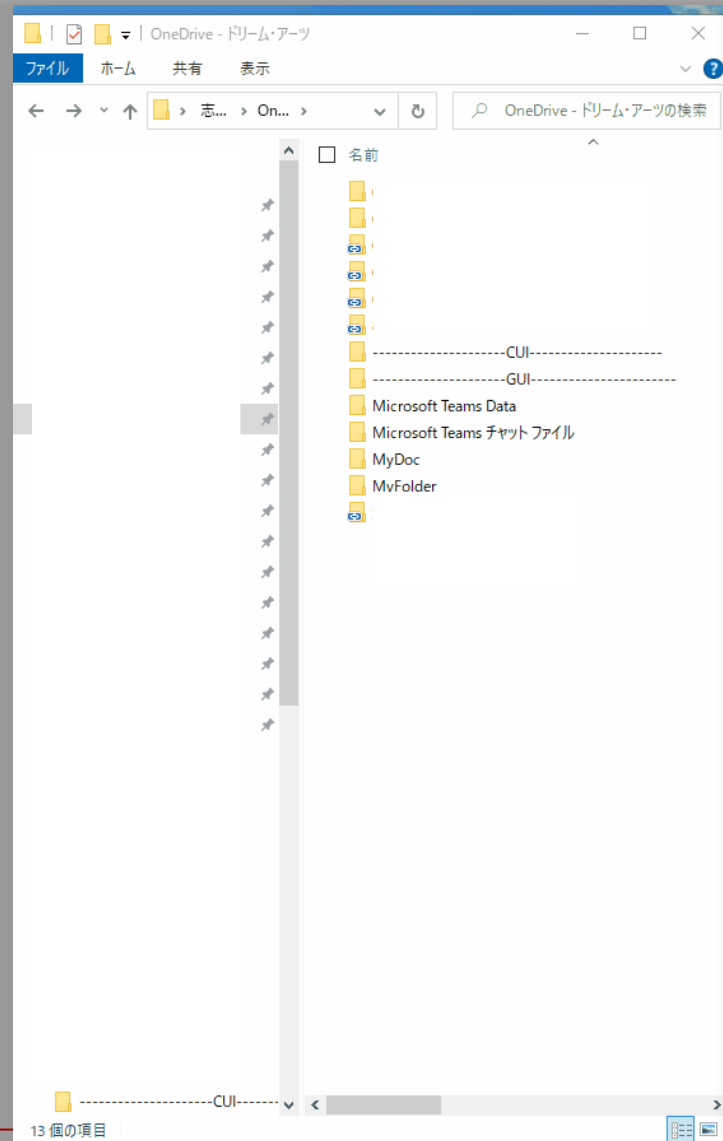 OneDrive - ドリーム・アーツ
ファイル ホーム 共有 表示
志... On... OneDrive - ドリーム・アーツの検索
名前
---------------------CUI---------------------
---------------------GUI-----------------------
Microsoft Teams Data
Microsoft Teams チャット ファイル
MyDoc
MyFolder
---------------------CUI-------
13 個の項目